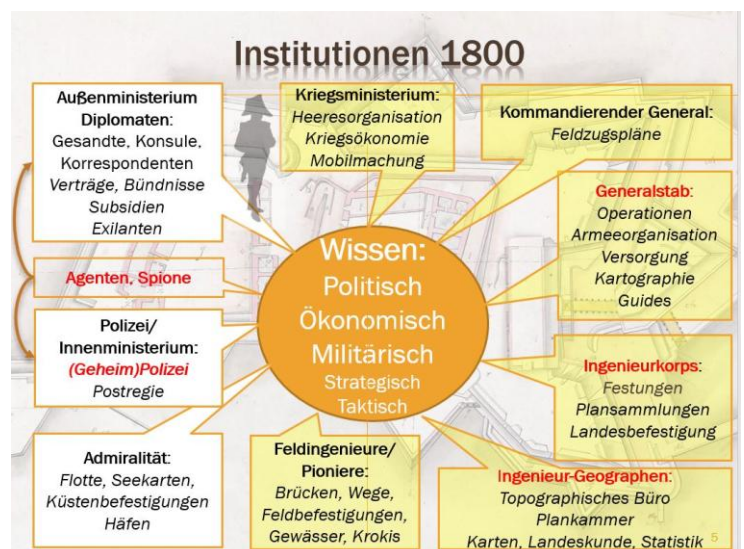 Institutionen 1800
Außenministerium
Diplomaten:
Gesandte, Konsule,
Korrespondenten
Verträge, Bündnisse
Subsidien
Exilanten
Kriegsministerium:
Heeresorganisation
Kriegsökonomie
Mobilmachung
Kommandierender General:
Feldzugspläne
Generalstab:
Operationen
Armeeorganisation
Versorgung
Kartographie
Guides
Agenten, Spione
Wissen:
Politisch
Ökonomisch
Militärisch
Strategisch
Taktisch
Polizei/
Innenministerium:
(Geheim)Polizei
Postregie
Ingenieurkorps:
Festungen
Plansammlungen
Landesbefestigung
Admiralität:
Flotte, Seekarten,
Küstenbefestigungen
Häfen
Feldingenieure/
Pioniere:
Brücken, Wege,
Feldbefestigungen,
Gewässer, Krokis
Ingenieur-Geographen:
Topographisches Büro
Plankammer
Karten, Landeskunde, Statistik
5